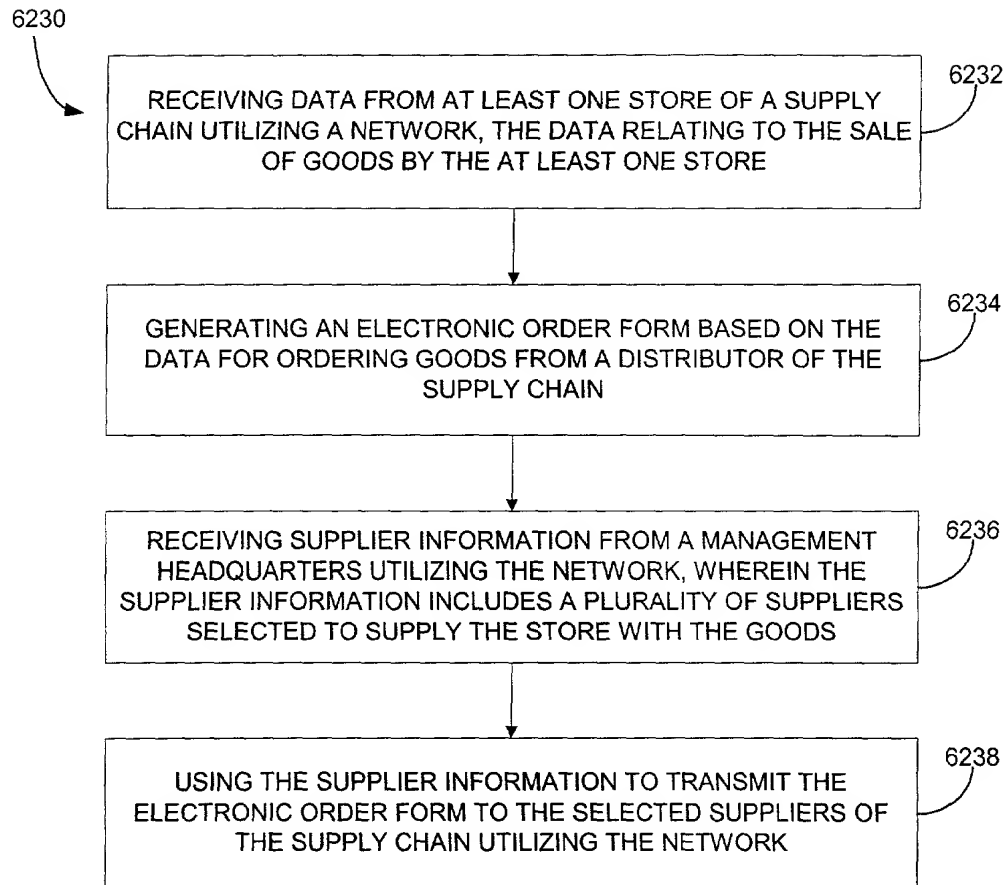 6230
6232
RECEIVING DATA FROM AT LEAST ONE STORE OF A SUPPLY
CHAIN UTILIZING A NETWORK, THE DATA RELATING TO THE SALE
OF GOODS BY THE AT LEAST ONE STORE
6234
GENERATING AN ELECTRONIC ORDER FORM BASED ON THE
DATA FOR ORDERING GOODS FROM A DISTRIBUTOR OF THE
SUPPLY CHAIN
6236
RECEIVING SUPPLIER INFORMATION FROM A MANAGEMENT
HEADQUARTERS UTILIZING THE NETWORK, WHEREIN THE
SUPPLIER INFORMATION INCLUDES A PLURALITY OF SUPPLIERS
SELECTED TO SUPPLY THE STORE WITH THE GOODS
6238
USING THE SUPPLIER INFORMATION TO TRANSMIT THE
ELECTRONIC ORDER FORM TO THE SELECTED SUPPLIERS OF
THE SUPPLY CHAIN UTILIZING THE NETWORK